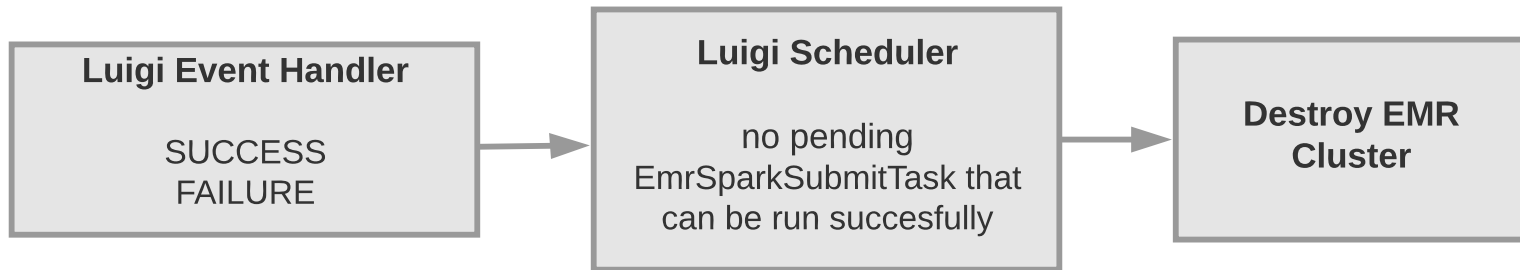 Luigi Event Handler
SUCCESS
FAILURE
Luigi Scheduler
no pending
EmrSparkSubmitTask that
can be run succesfully
Destroy EMR
Cluster